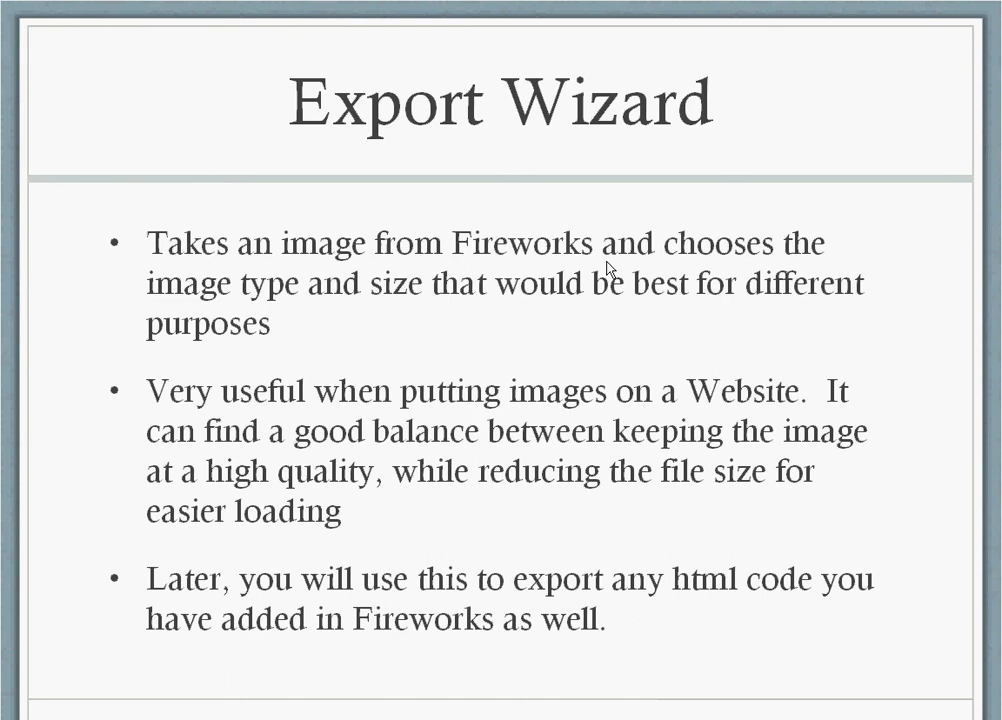 Export Wizard
• Takes an image from Fireworks and chooses the
image type and size that would be best for different
purposes
• Very useful when putting images on a Website.  It
can find a good balance between keeping the image
at a high quality, while reducing the file size for
easier loading
• Later, you will use this to export any html code you
have added in Fireworks as well.